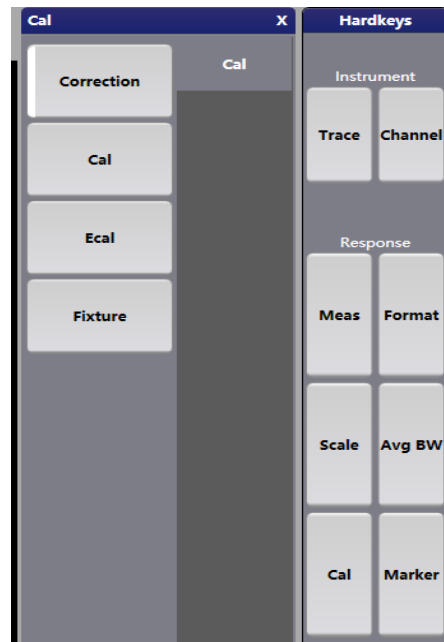 Cal X
Correction
Cal
Ecal
Fixture
Cal
Hardkeys
Instrument
Trace Channel
Response
Meas Format
Scale Avg BW
Cal Marker